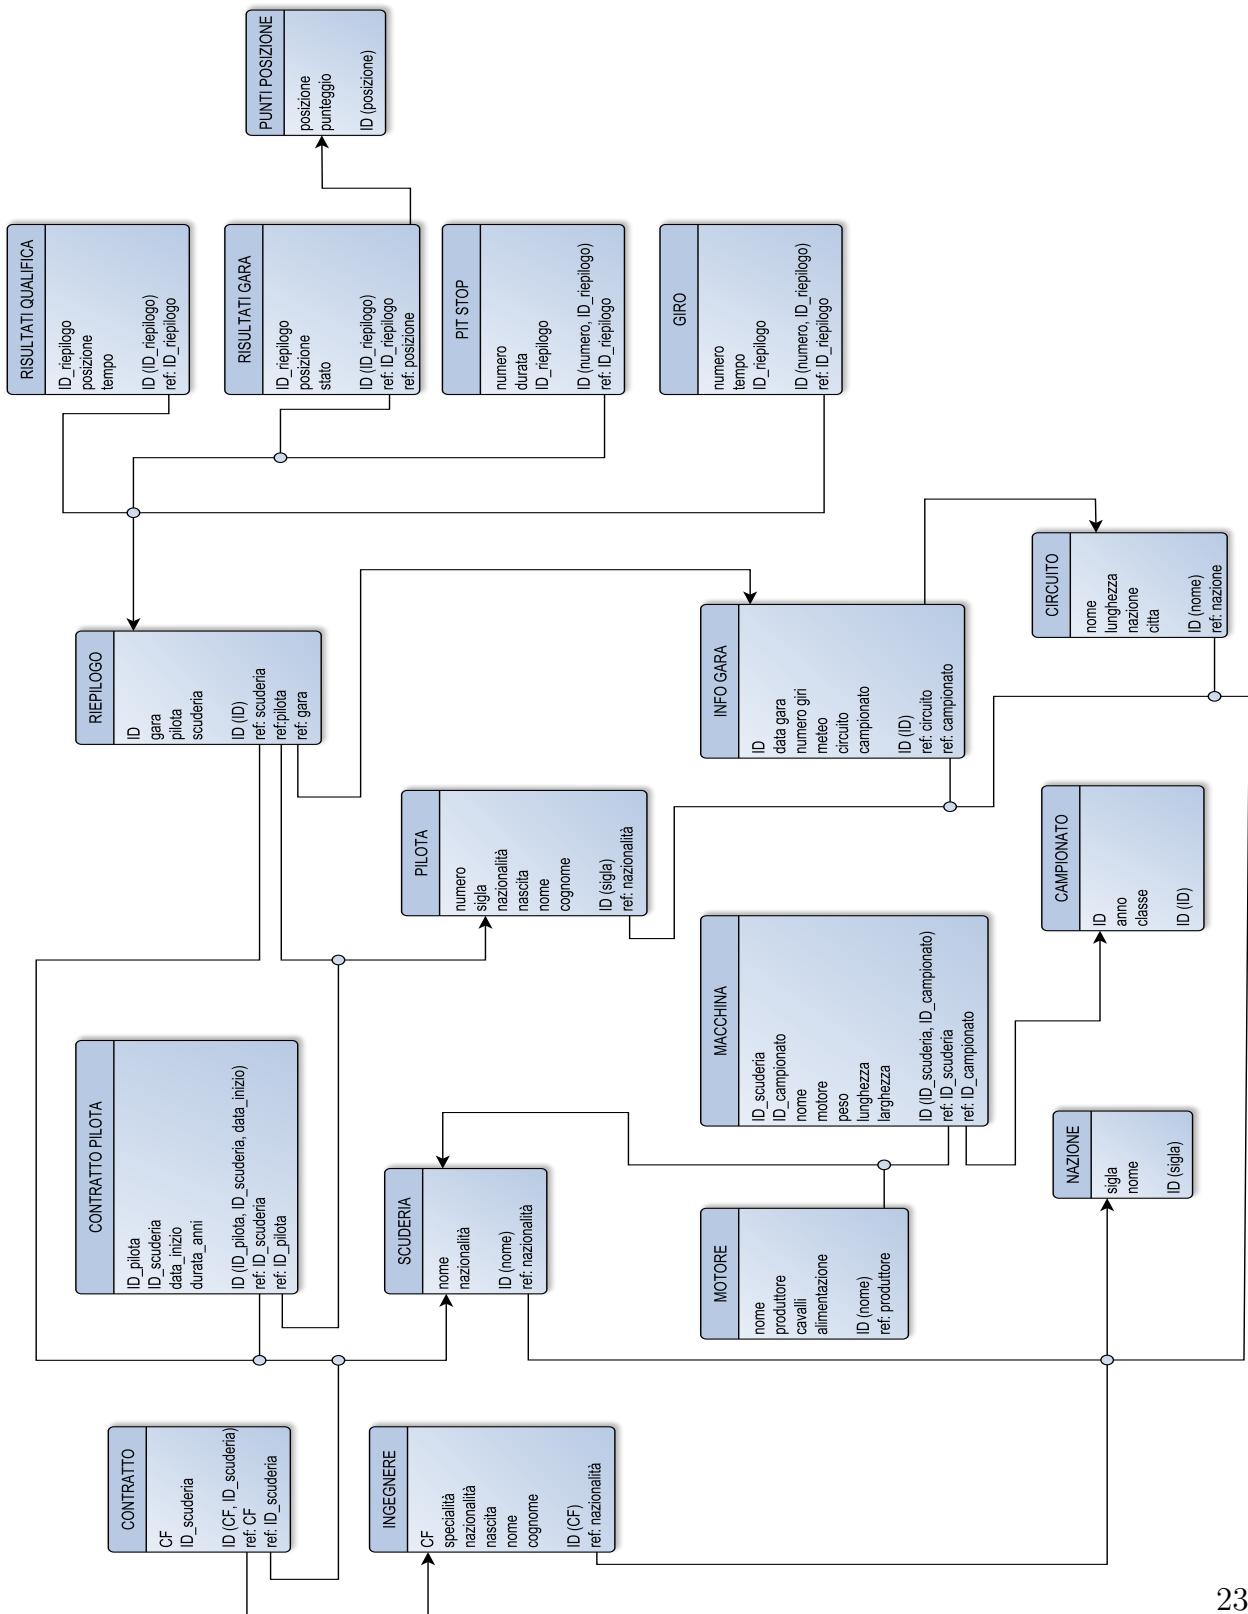 PUNTI POSIZIONE
posizione
punteggio
ID (posizione)
RISULTATI QUALIFICA
ID_riepilogo
posizione
tempo
ID (ID_riepilogo)
ref: ID_riepilogo
RISULTATI GARA
ID_riepilogo
posizione
stato
ID (ID_riepilogo)
ref: ID_riepilogo
ref: posizione
PIT STOP
numero
durata
ID_riepilogo
ID (numero, ID_riepilogo)
ref: ID_riepilogo
GIRO
numero
tempo
ID_riepilogo
ID (numero, ID_riepilogo)
ref: ID_riepilogo
RIEPILOGO
ID
gara
pilota
scuderia
ID (ID)
ref: scuderia
ref:pilota
ref: gara
INFO GARA
ID
data gara
numero giri
meteo
circuito
campionato
ID (ID)
ref: circuito
ref: campionato
CIRCUITO
nome
lunghezza
nazione
citta
ID (nome)
ref: nazione
PILOTA
numero
sigla
nazionalità
nascita
nome
cognome
ID (sigla)
ref: nazionalità
CAMPIONATO
ID
anno
classe
ID (ID)
MACCHINA
ID_scuderia
ID_campionato
nome
motore
peso
lunghezza
larghezza
ID (ID_scuderia, ID_campionato)
ref: ID_scuderia
ref: ID_campionato
CONTRATTO PILOTA
ID_pilota
ID_scuderia
data_inizio
durata_anni
ID (ID_pilota, ID_scuderia, data_inizio)
ref: ID_scuderia
ref: ID_pilota
SCUDERIA
nome
nazionalità
ID (nome)
ref: nazionalità
MOTORE
nome
produttore
cavalli
alimentazione
ID (nome)
ref: produttore
NAZIONE
sigla
nome
ID (sigla)
CONTRATTO
CF
ID_scuderia
ID (CF, ID_scuderia)
ref: CF
ref: ID_scuderia
INGEGNERE
CF
specialità
nazionalità
nascita
nome
cognome
ID (CF)
ref: nazionalità
23